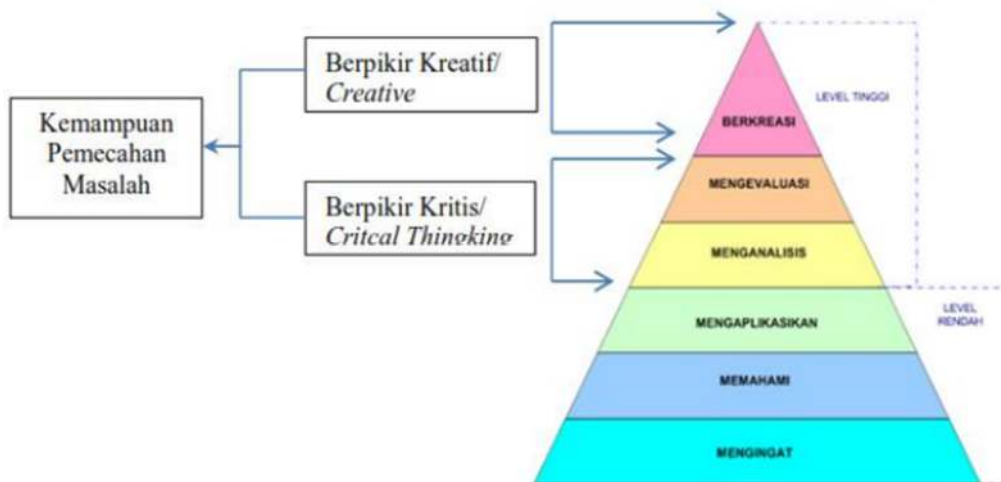 Kemampuan
Pemecahan
Masalah
Berpikir Kreatif/
Creative
Berpikir Kritis/
Critcal Thingking
LEVEL TINGGI
BERKREASI
MENGEVALUASI
MENGANALISIS
LEVEL
RENDAH
MENGAPLIKASIKAN
MEMAHAMI
MENGINGAT